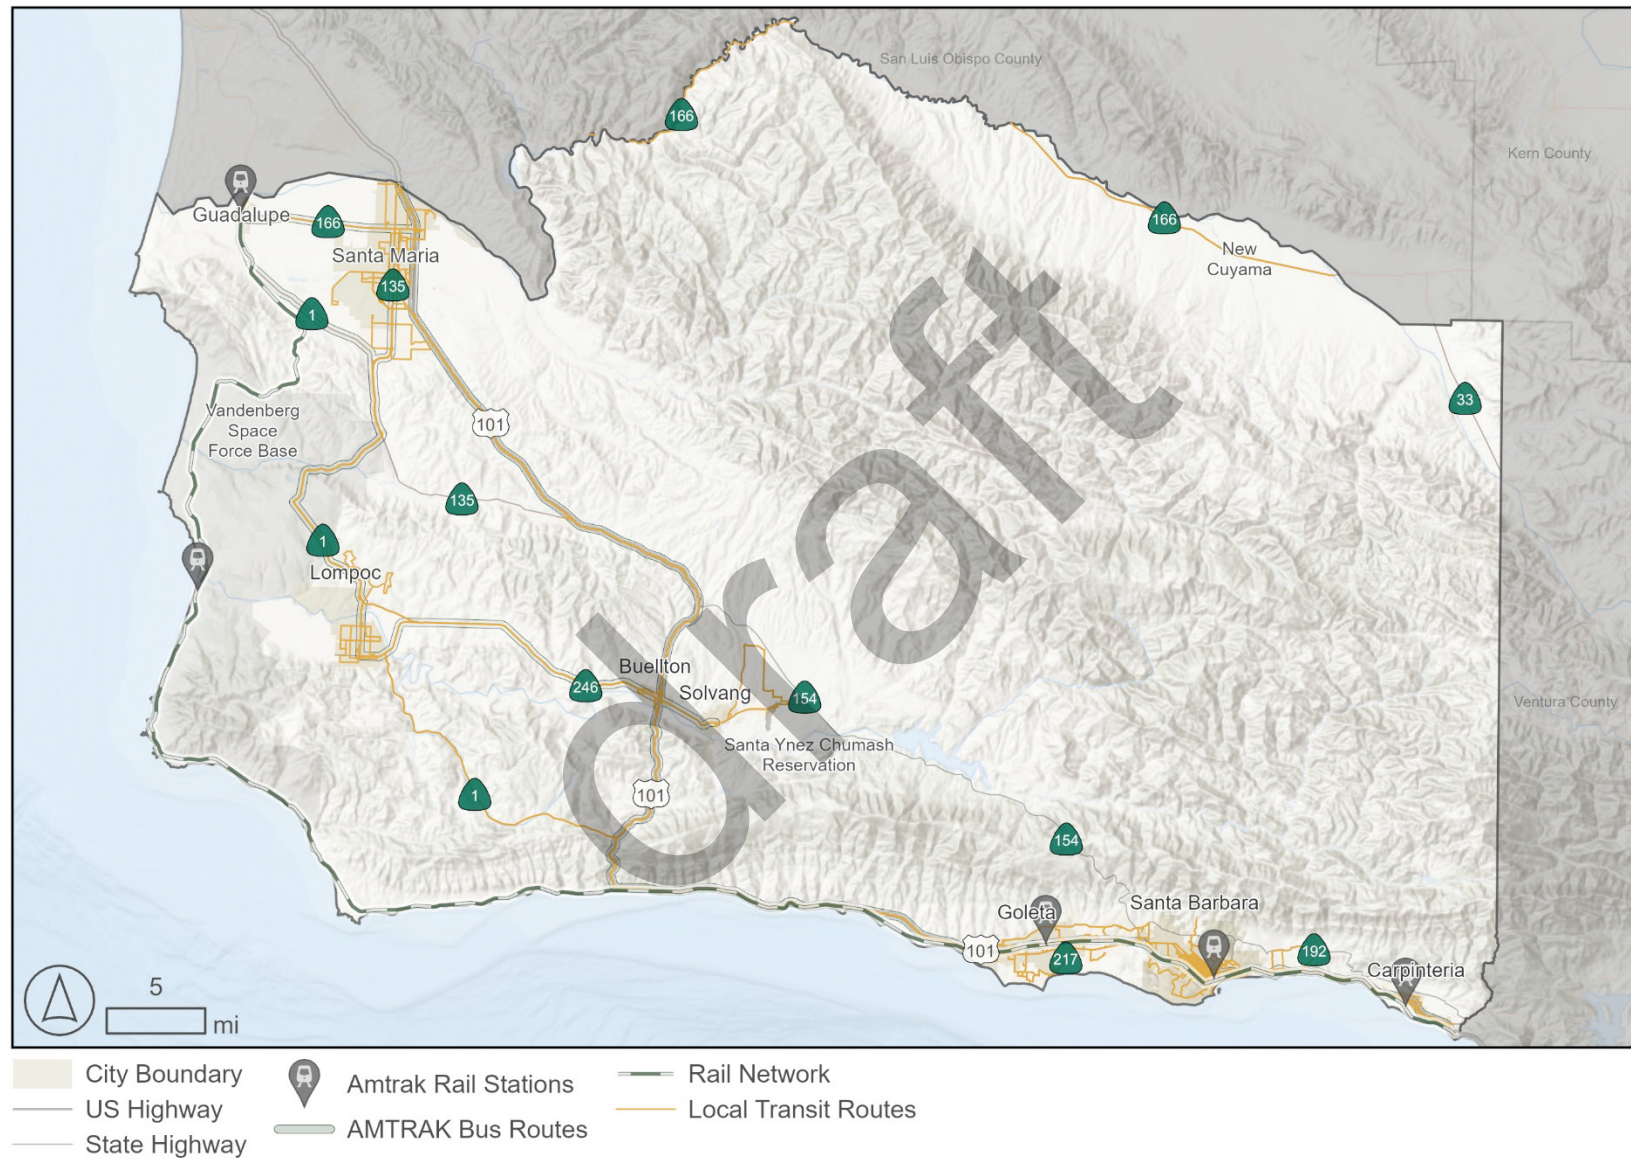 San Luis Obispo County
166
Kern County
Guadalupe
166
166
Santa Maria
New
Cuyama
135
1
33
Vandenberg
Space
Force Base
101
135
1
Lompoc
draft
Buellton
246
Solvang
154
Ventura County
Santa Ynez Chumash
Reservation
1
101
154
Santa Barbara
Goleta
101
217
192
Carpinteria
5
mi
City Boundary
US Highway
State Highway
Amtrak Rail Stations
AMTRAK Bus Routes
Rail Network
Local Transit Routes